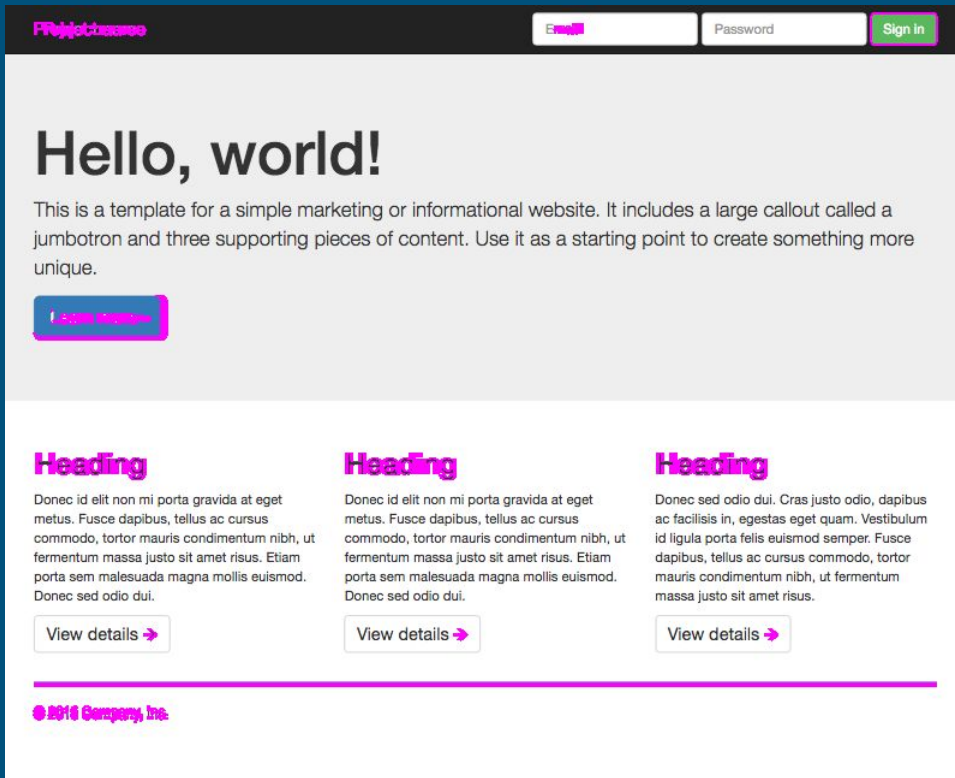 Password
Sign in
Hello, world!
This is a template for a simple marketing or informational website. It includes a large callout called a
jumbotron and three supporting pieces of content. Use it as a starting point to create something more
unique.
Heading
Donec id elit non mi porta gravida at eget
metus. Fusce dapibus, tellus ac cursus
commodo, tortor mauris condimentum nibh, ut
fermentum massa justo sit amet risus. Etiam
porta sem malesuada magna mollis euismod.
Donec sed odio dui.
View details →
Heading
Donec id elit non mi porta gravida at eget
metus. Fusce dapibus, tellus ac cursus
commodo, tortor mauris condimentum nibh, ut
fermentum massa justo sit amet risus. Etiam
porta sem malesuada magna mollis euismod.
Donec sed odio dui.
View details →
Heading
Donec sed odio dui. Cras justo odio, dapibus
ac facilisis in, egestas eget quam. Vestibulum
id ligula porta felis euismod semper. Fusce
dapibus, tellus ac cursus commodo, tortor
mauris condimentum nibh, ut fermentum
massa justo sit amet risus.
View details →
Company, Inc.